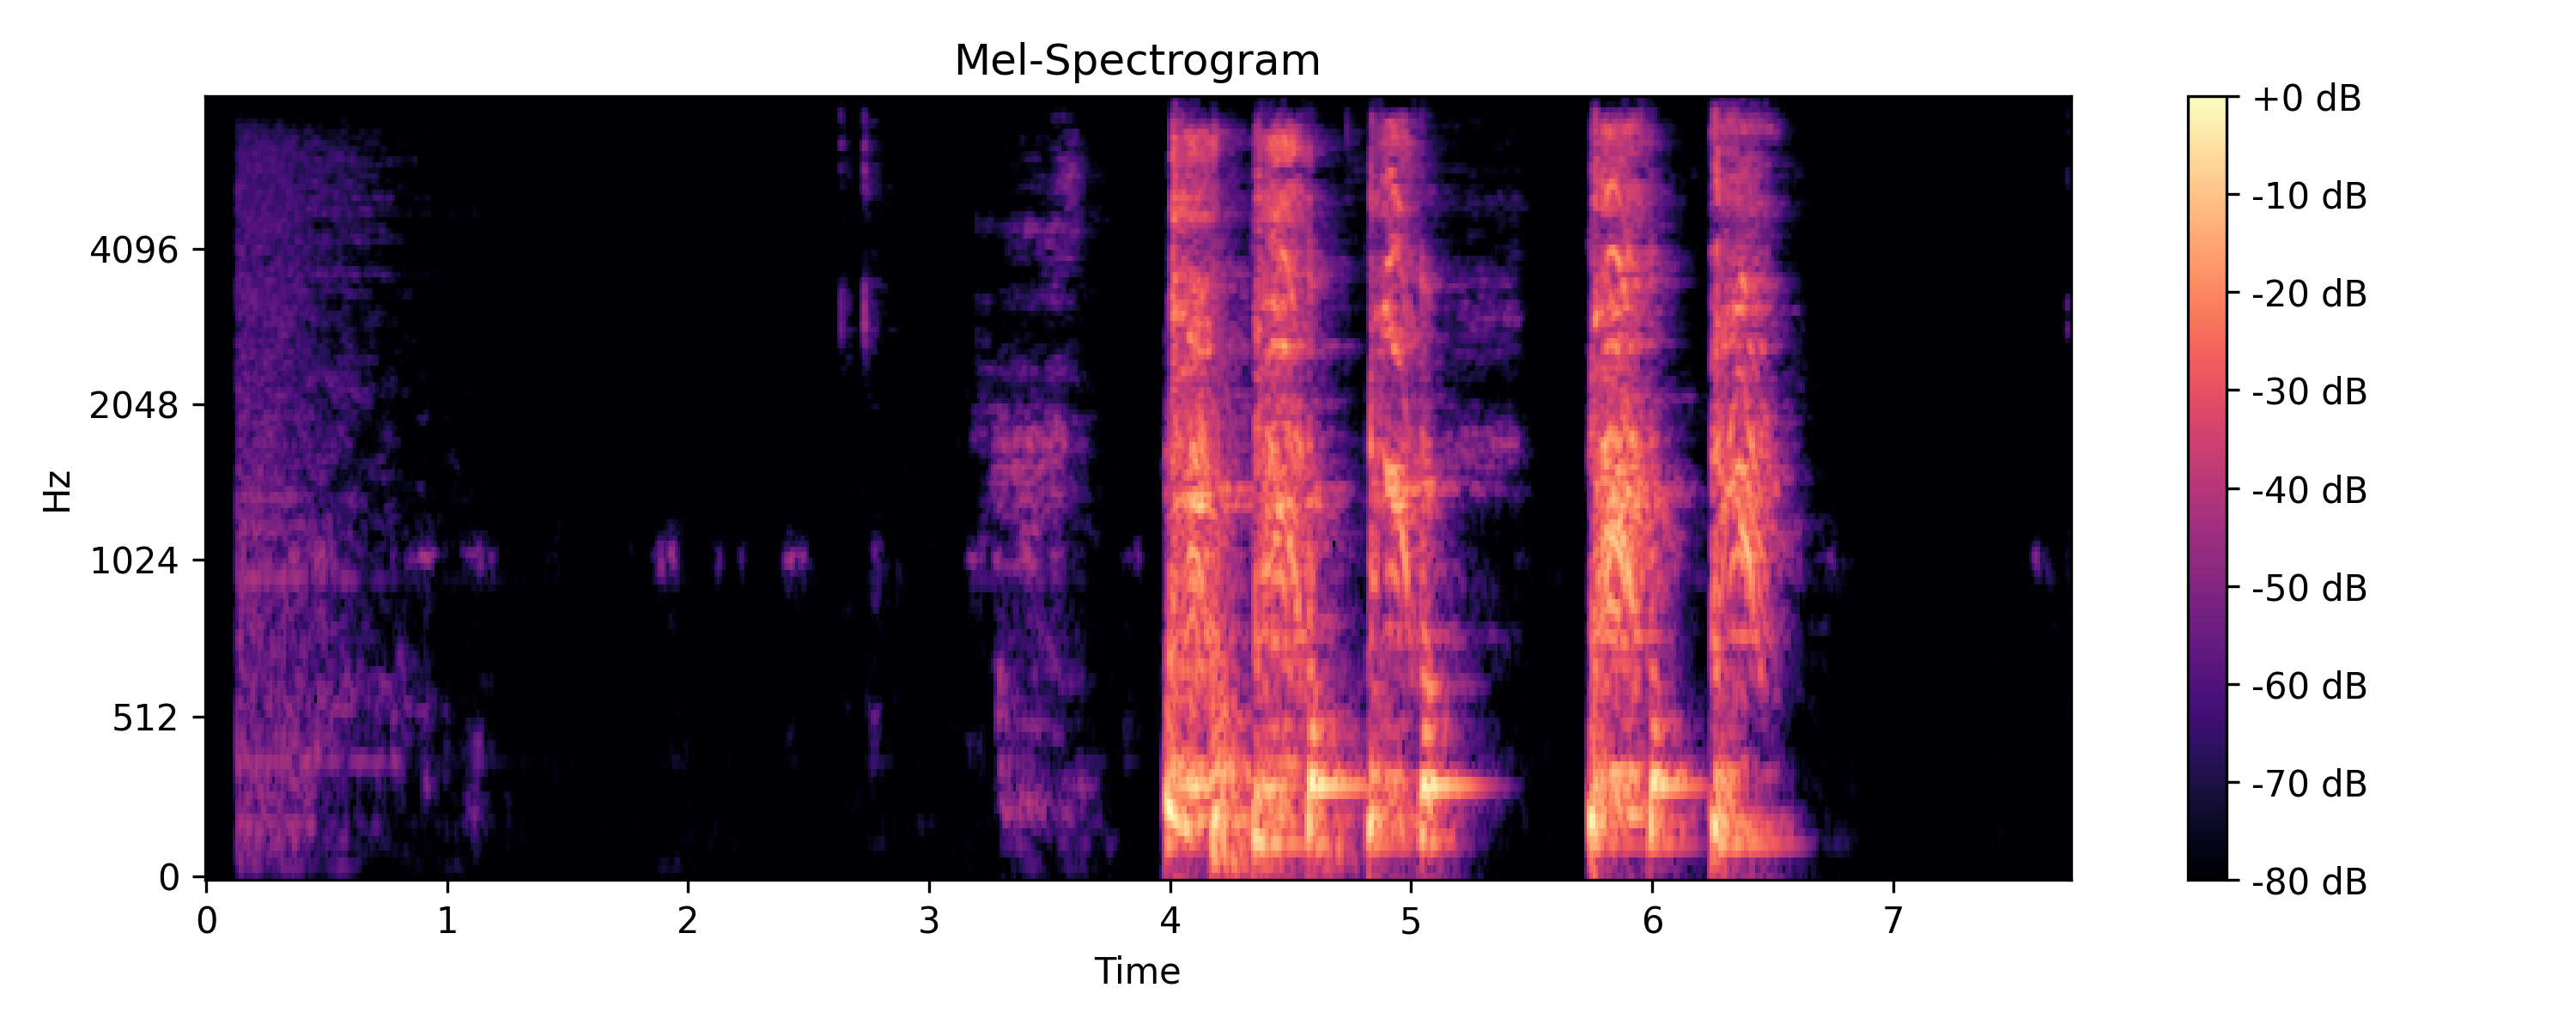 Mel-Spectrogram
Hz
4096
2048
1024
512
0
0 1 2 3 4 5 6 7
Time
+0 dB
-10 dB
-20 dB
-30 dB
-40 dB
-50 dB
-60 dB
-70 dB
-80 dB